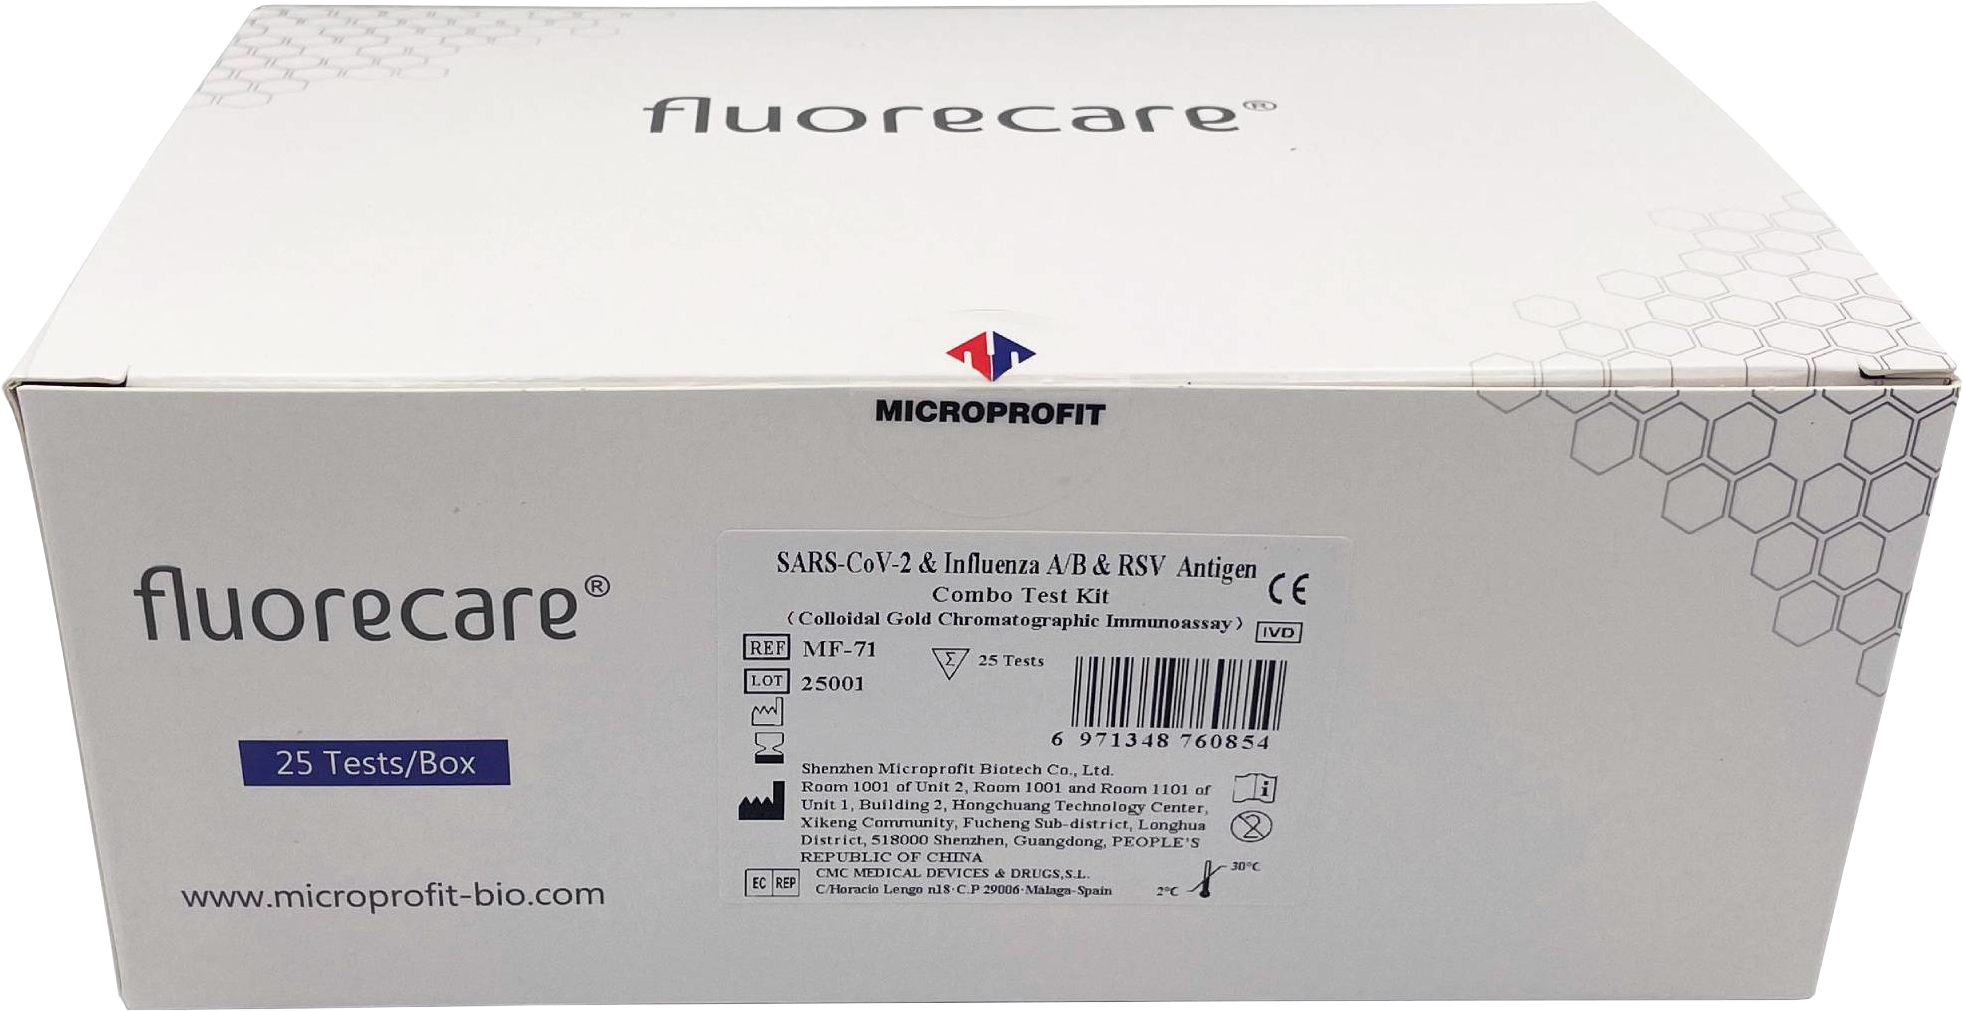 fluorecare®
MICROPROFIT
fluorecare®
25 Tests/Box
www.microprofit-bio.com
SARS-CoV-2 & Influenza A/B & RSV Antigen
Combo Test Kit
(Colloidal Gold Chromatographic Immunoassay)
CE
IVD
REF MF-71
Σ 25 Tests
LOT 25001
6 971348 760854
Shenzhen Microprofit Biotech Co., Ltd.
Room 1001 of Unit 2, Room 1001 and Room 1101 of
Unit 1, Building 2, Hongchuang Technology Center,
Xikeng Community, Fucheng Sub-district, Longhua
District, 518000 Shenzhen, Guangdong, PEOPLE'S
REPUBLIC OF CHINA
i
2
EC REP
CMC MEDICAL DEVICES & DRUGS,S.L.
C/Horacio Lengo n18·C.P 29006·Málaga-Spain
2°C
30°C